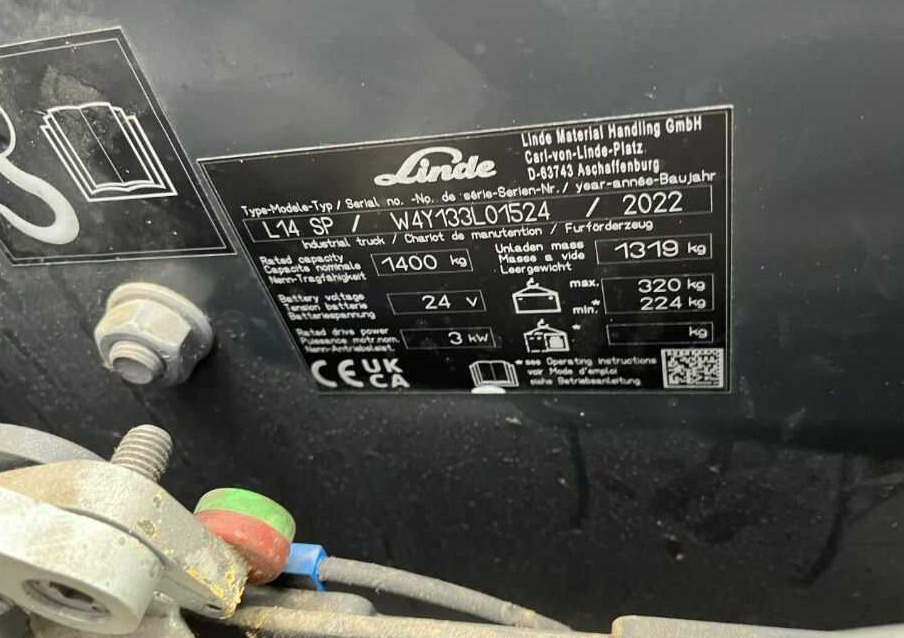 Linde
Linde Material Handling GmbH
Carl-von-Linde-Platz
D-63743 Aschaffenburg
Type-Modele-Typ / Serial no. -No. de série-Serien-Nr. / year-année-Baujahr
L14 SP / W4Y133L01524 / 2022
Industrial truck / Chariot de manutention / Furförderzeug
Rated capacity
Capacite nominale
Nenn-Tragfähigkeit
1400 kg
Unladen mass
Masse a vide
Leergewicht
1319 kg
Battery voltage
Tension batterie
Batteriespannung
24 V
max. 320 kg
min.* 224 kg
Rated drive power
Puissance motr.nom.
Nenn-Antriebsleist.
3 kW
* kg
CE UK
CA
*see Operating instructions
voir Mode d'emploi
siehe Betriebsanleitung